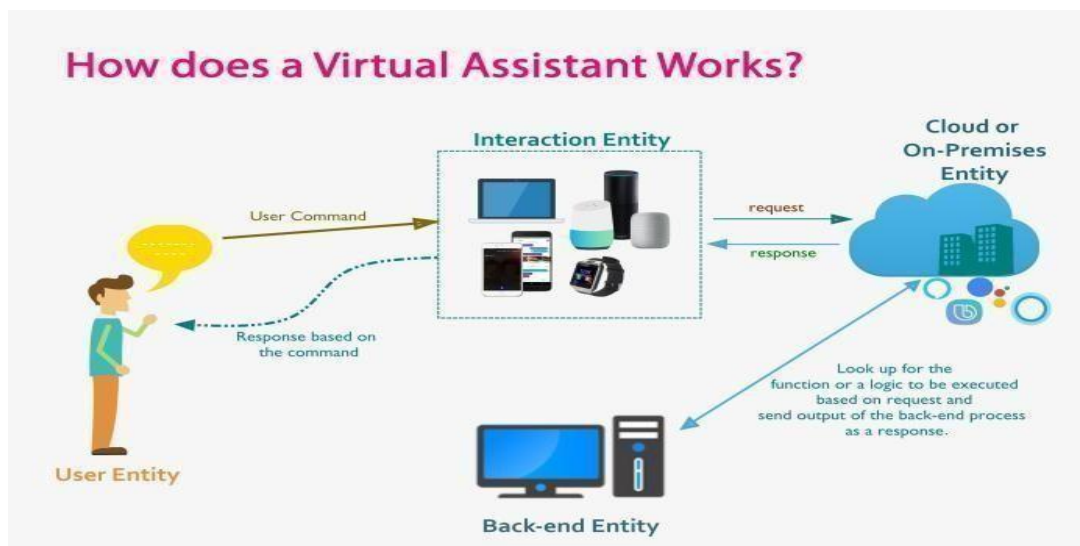 How does a Virtual Assistant Works?
Interaction Entity
Cloud or
On-Premises
Entity
User Command
request
response
Response based on
the command
Look up for the
function or a logic to be executed
based on request and
send output of the back-end process
as a response.
User Entity
Back-end Entity